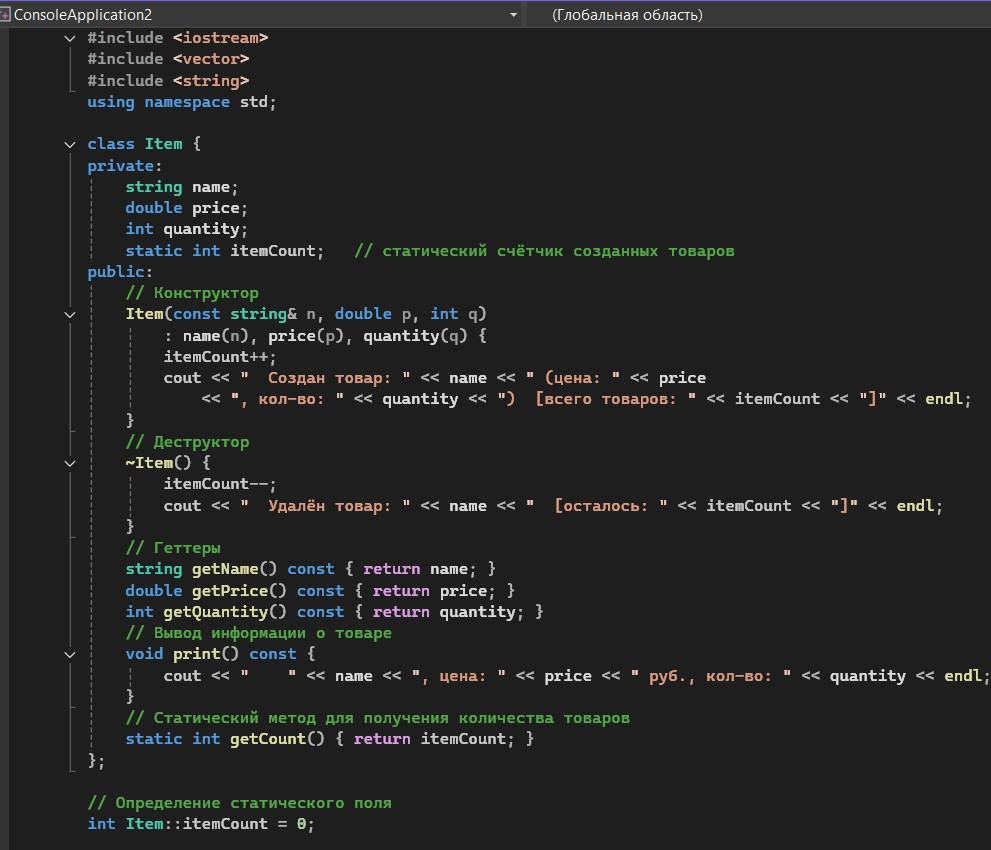 ConsoleApplication2
(Глобальная область)
#include <iostream>
#include <vector>
#include <string>
using namespace std;

class Item {
private:
    string name;
    double price;
    int quantity;
    static int itemCount;   // статический счётчик созданных товаров
public:
    // Конструктор
    Item(const string& n, double p, int q)
        : name(n), price(p), quantity(q) {
        itemCount++;
        cout << "  Создан товар: " << name << " (цена: " << price
            << ", кол-во: " << quantity << ")  [всего товаров: " << itemCount << "]" << endl;
    }
    // Деструктор
    ~Item() {
        itemCount--;
        cout << "  Удалён товар: " << name << "  [осталось: " << itemCount << "]" << endl;
    }
    // Геттеры
    string getName() const { return name; }
    double getPrice() const { return price; }
    int getQuantity() const { return quantity; }
    // Вывод информации о товаре
    void print() const {
        cout << "    " << name << ", цена: " << price << " руб., кол-во: " << quantity << endl;
    }
    // Статический метод для получения количества товаров
    static int getCount() { return itemCount; }
};

// Определение статического поля
int Item::itemCount = 0;